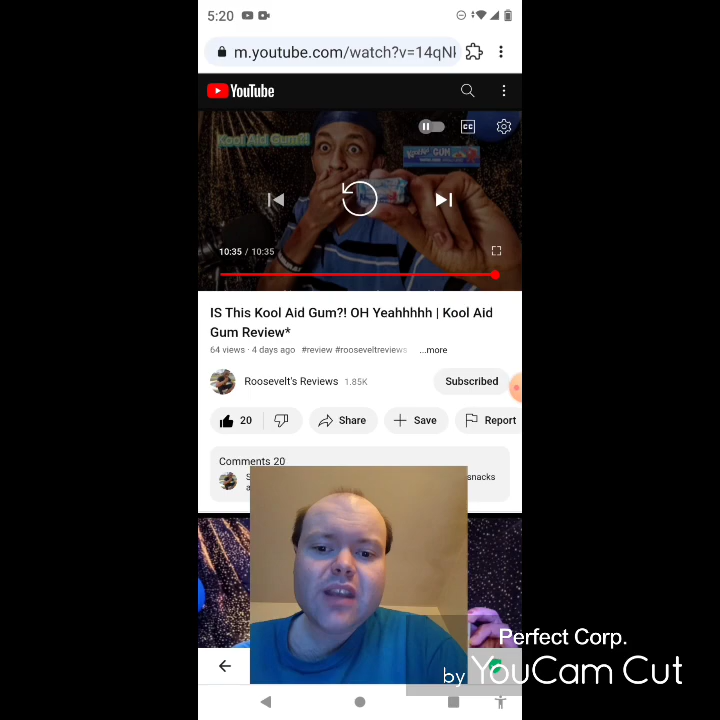 5:20
m.youtube.com/watch?v=14qN
YouTube
Kool Aid Gum?!
CC
10:35 / 10:35
IS This Kool Aid Gum?! OH Yeahhhhh | Kool Aid
Gum Review*
64 views · 4 days ago #review #rooseveltreviews ...more
Roosevelt's Reviews 1.85K
Subscribed
20 Share Save Report
Comments 20
snacks
Perfect Corp.
by YouCam Cut